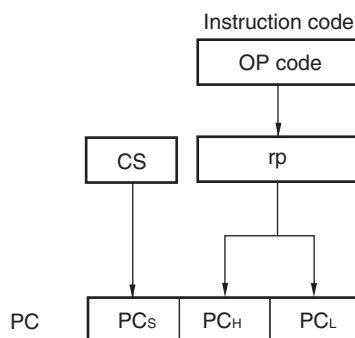 Instruction code
OP code
CS
rp
PC
PCS
PCH
PCL